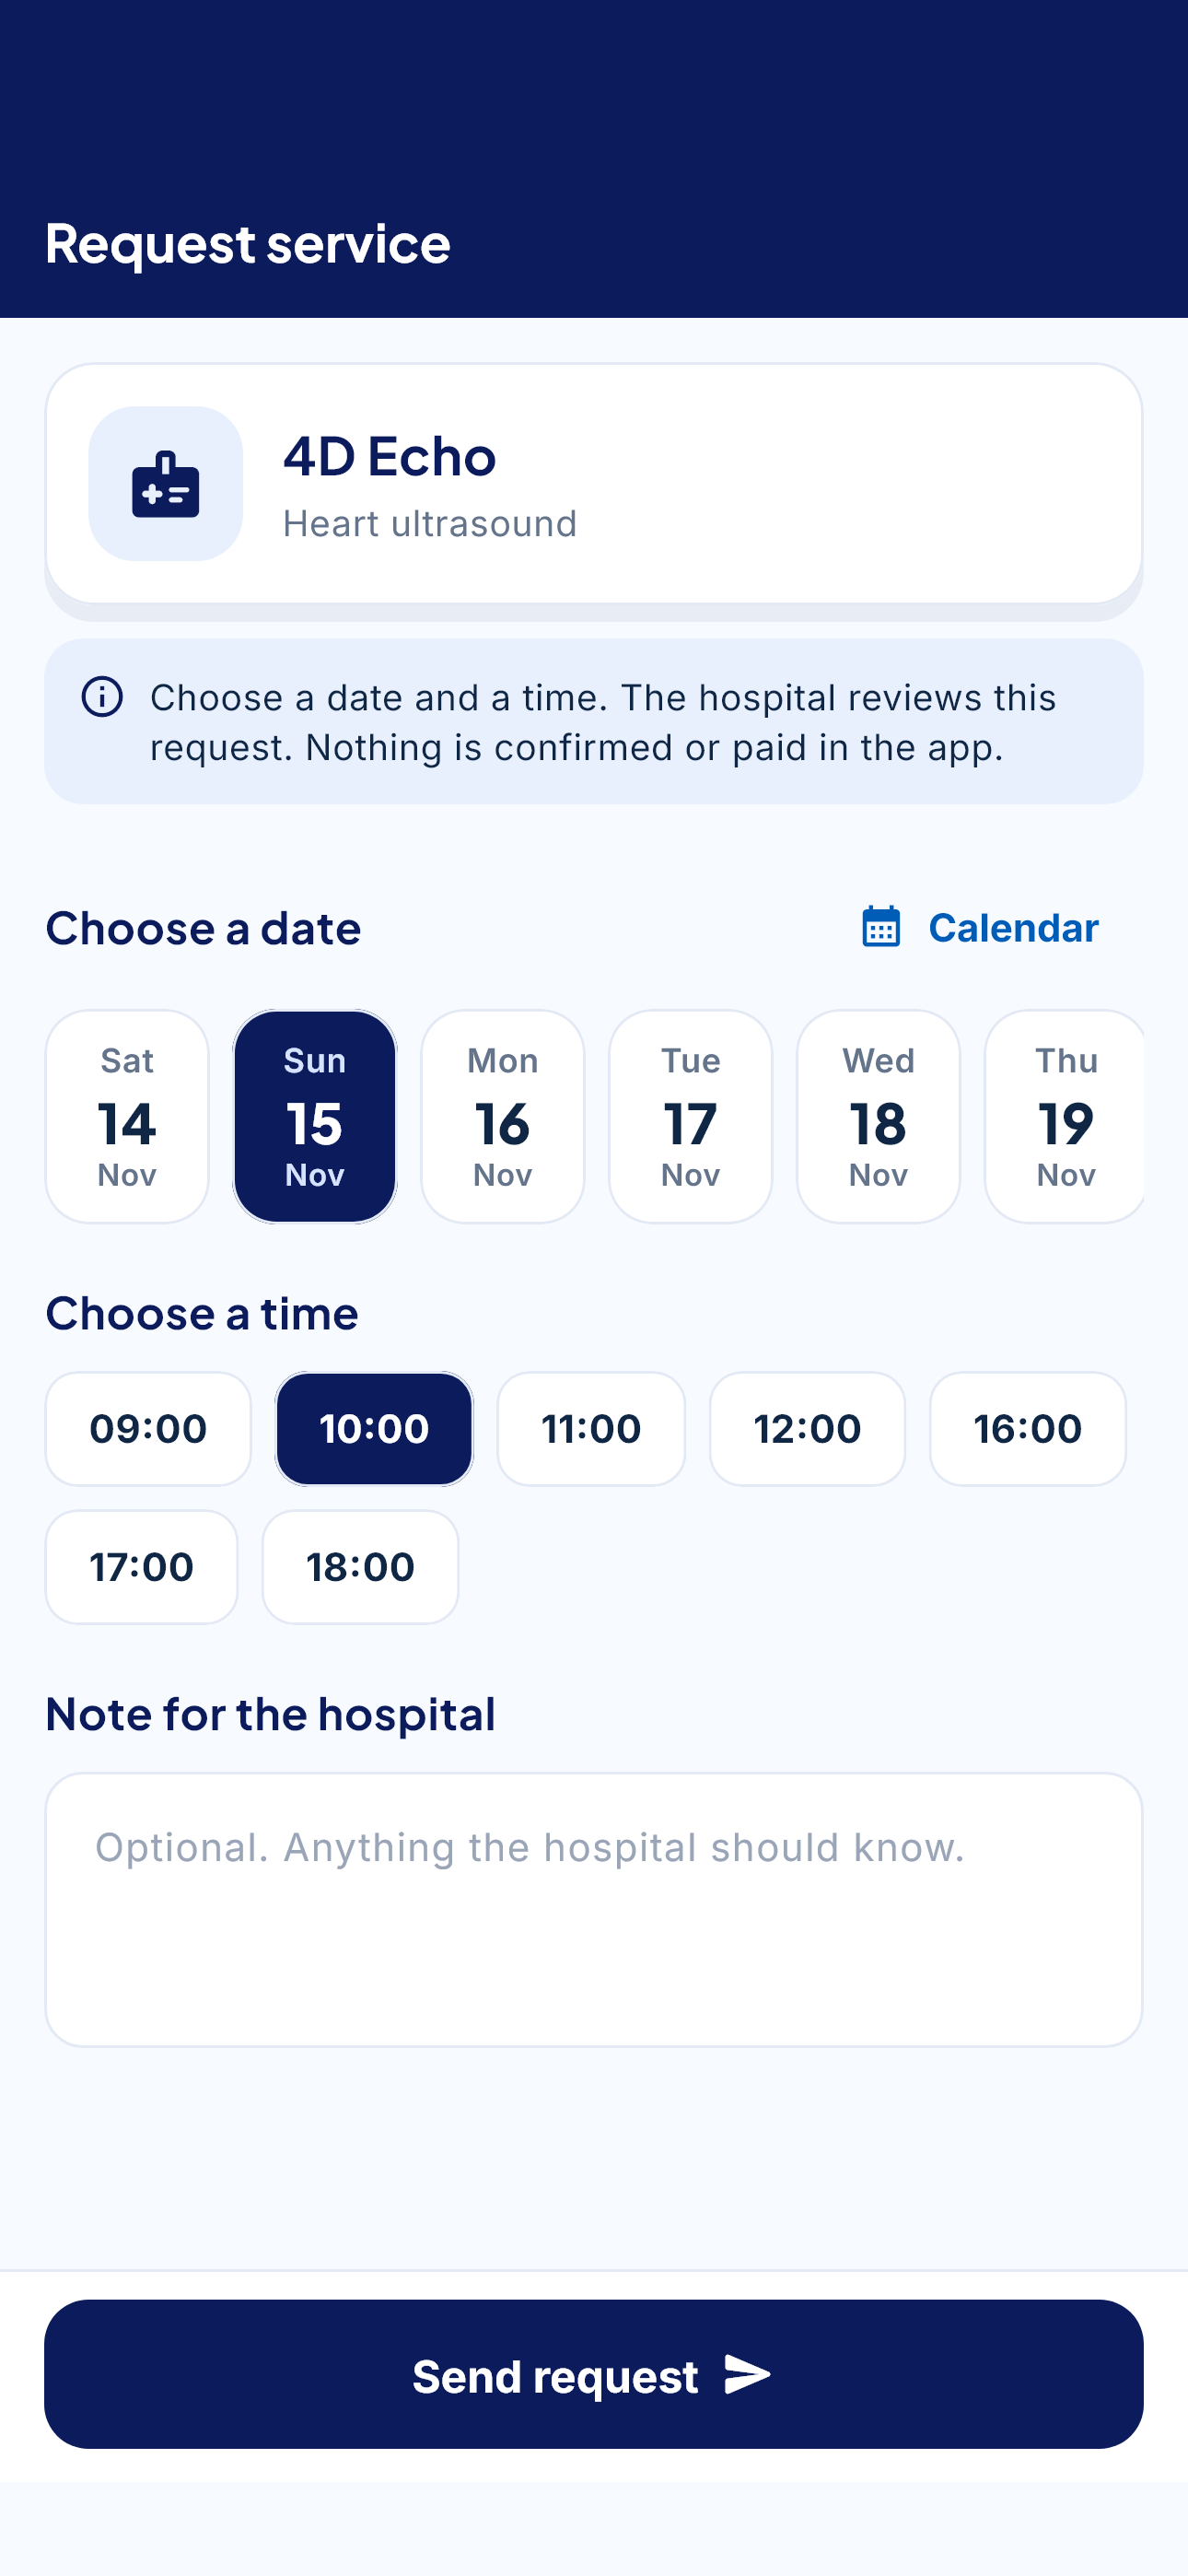 Request service
4D Echo
Heart ultrasound
Choose a date and a time. The hospital reviews this
request. Nothing is confirmed or paid in the app.
Choose a date
Calendar
Sat
14
Nov
Sun
15
Nov
Mon
16
Nov
Tue
17
Nov
Wed
18
Nov
Thu
19
Nov
Choose a time
09:00
10:00
11:00
12:00
16:00
17:00
18:00
Note for the hospital
Optional. Anything the hospital should know.
Send request